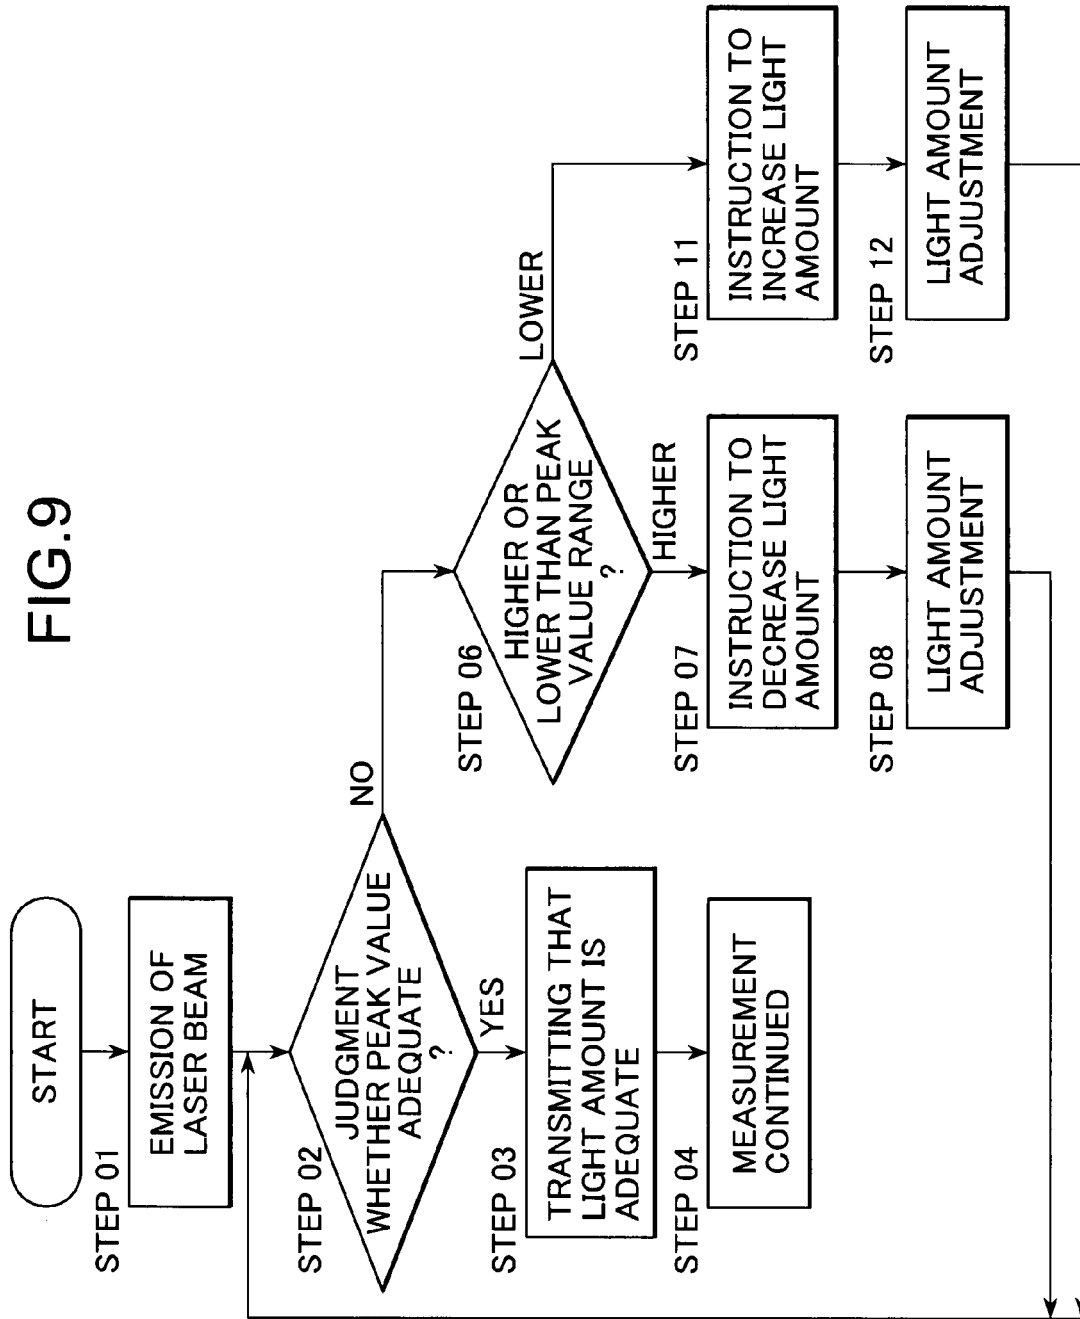 FIG.9
START
STEP 01
EMISSION OF
LASER BEAM
STEP 02
JUDGMENT
WHETHER PEAK VALUE
ADEQUATE
?
NO
YES
STEP 03
TRANSMITTING THAT
LIGHT AMOUNT IS
ADEQUATE
STEP 04
MEASUREMENT
CONTINUED
STEP 06
HIGHER OR
LOWER THAN PEAK
VALUE RANGE
?
LOWER
HIGHER
STEP 07
INSTRUCTION TO
DECREASE LIGHT
AMOUNT
STEP 08
LIGHT AMOUNT
ADJUSTMENT
STEP 11
INSTRUCTION TO
INCREASE LIGHT
AMOUNT
STEP 12
LIGHT AMOUNT
ADJUSTMENT